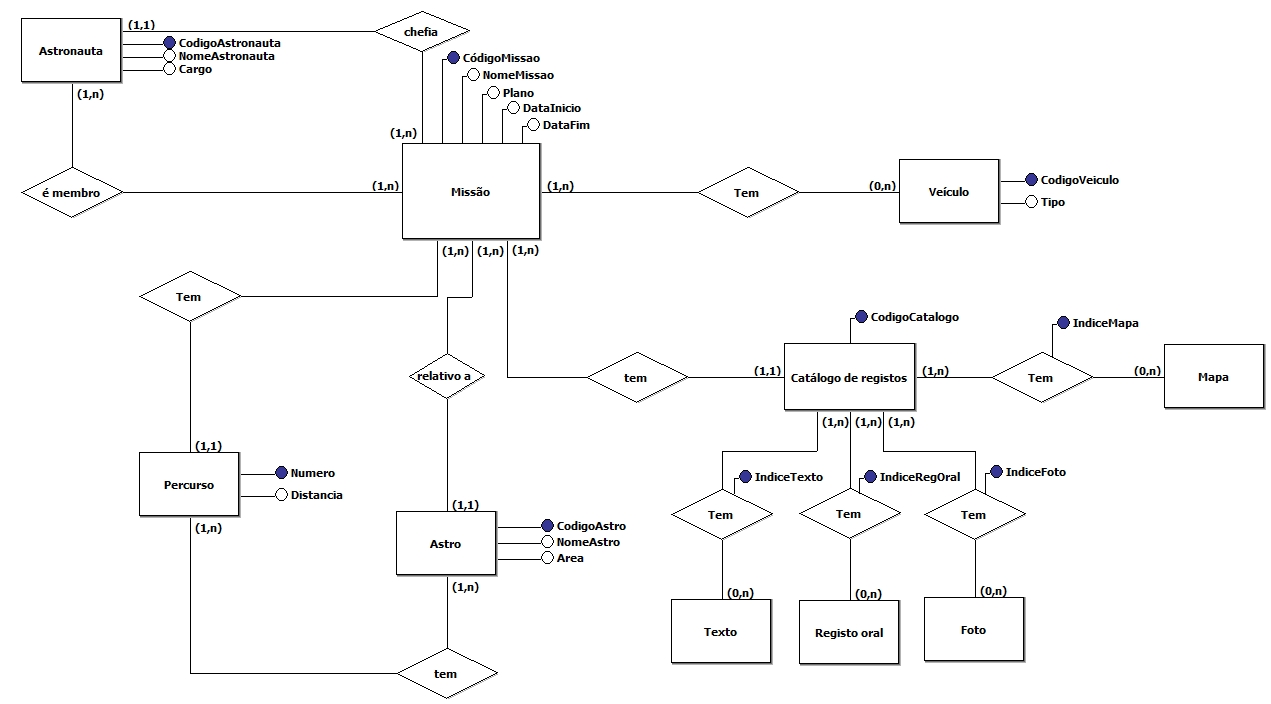 (1,1)
chefia
Astronauta
CodigoAstronauta
NomeAstronauta
Cargo
(1,n)
CódigoMissao
NomeMissao
Plano
DataInicio
DataFim
(1,n)
é membro
(1,n)
Missão
(1,n)
Tem
(0,n)
Veículo
CodigoVeiculo
Tipo
(1,n)
(1,n)
(1,n)
Tem
relativo a
tem
(1,1)
CodigoCatalogo
Catálogo de registos
(1,n)
IndiceMapa
Tem
(0,n)
Mapa
(1,n)
(1,n)
(1,n)
(1,1)
Percurso
Numero
Distancia
(1,n)
(1,1)
Astro
CodigoAstro
NomeAstro
Area
(1,n)
tem
IndiceTexto
Tem
(0,n)
Texto
IndiceRegOral
Tem
(0,n)
Registo oral
IndiceFoto
Tem
(0,n)
Foto